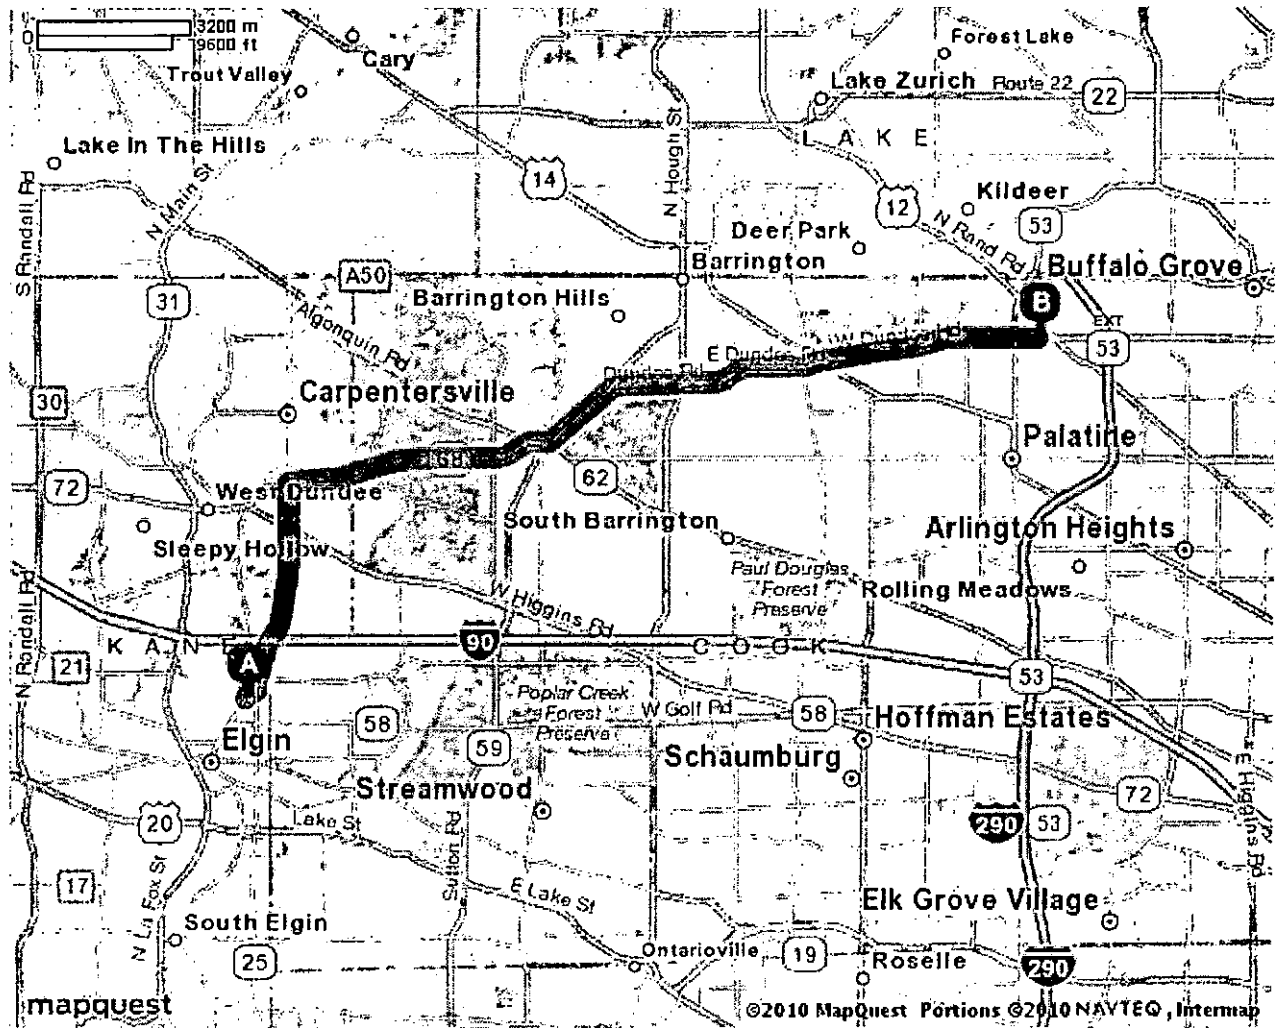 3200 m
0
9600 ft
Cary
Forest Lake
Trout Valley
Lake Zurich
Route 22
22
Lake In The Hills
L A K E
14
N Hough St
S Randall Rd
N Main St
12
Kildeer
53
N Rand Rd
Deer Park
Barrington
Buffalo Grove
A50
31
Barrington Hills
B
EXT
53
Algonquin Rd
W Dundee Rd
E Dundee Rd
Dundee Rd
Carpentersville
30
Palatine
68
62
72
West Dundee
South Barrington
Arlington Heights
Sleepy Hollow
Paul Douglas
Forest
Preserve
Rolling Meadows
N Randall Rd
W Higgins Rd
K A N E
90
C O O K
A
21
53
Poplar Creek
Forest
Preserve
W Golf Rd
58
58
Hoffman Estates
Elgin
59
Schaumburg
Streamwood
E Higgins Rd
72
20
Lake St
290
53
Sutton Rd
17
N La Fox St
E Lake St
Elk Grove Village
South Elgin
25
Ontarioville
19
Roselle
290
mapquest
©2010 MapQuest Portions ©2010 NAVTEQ, Intermap